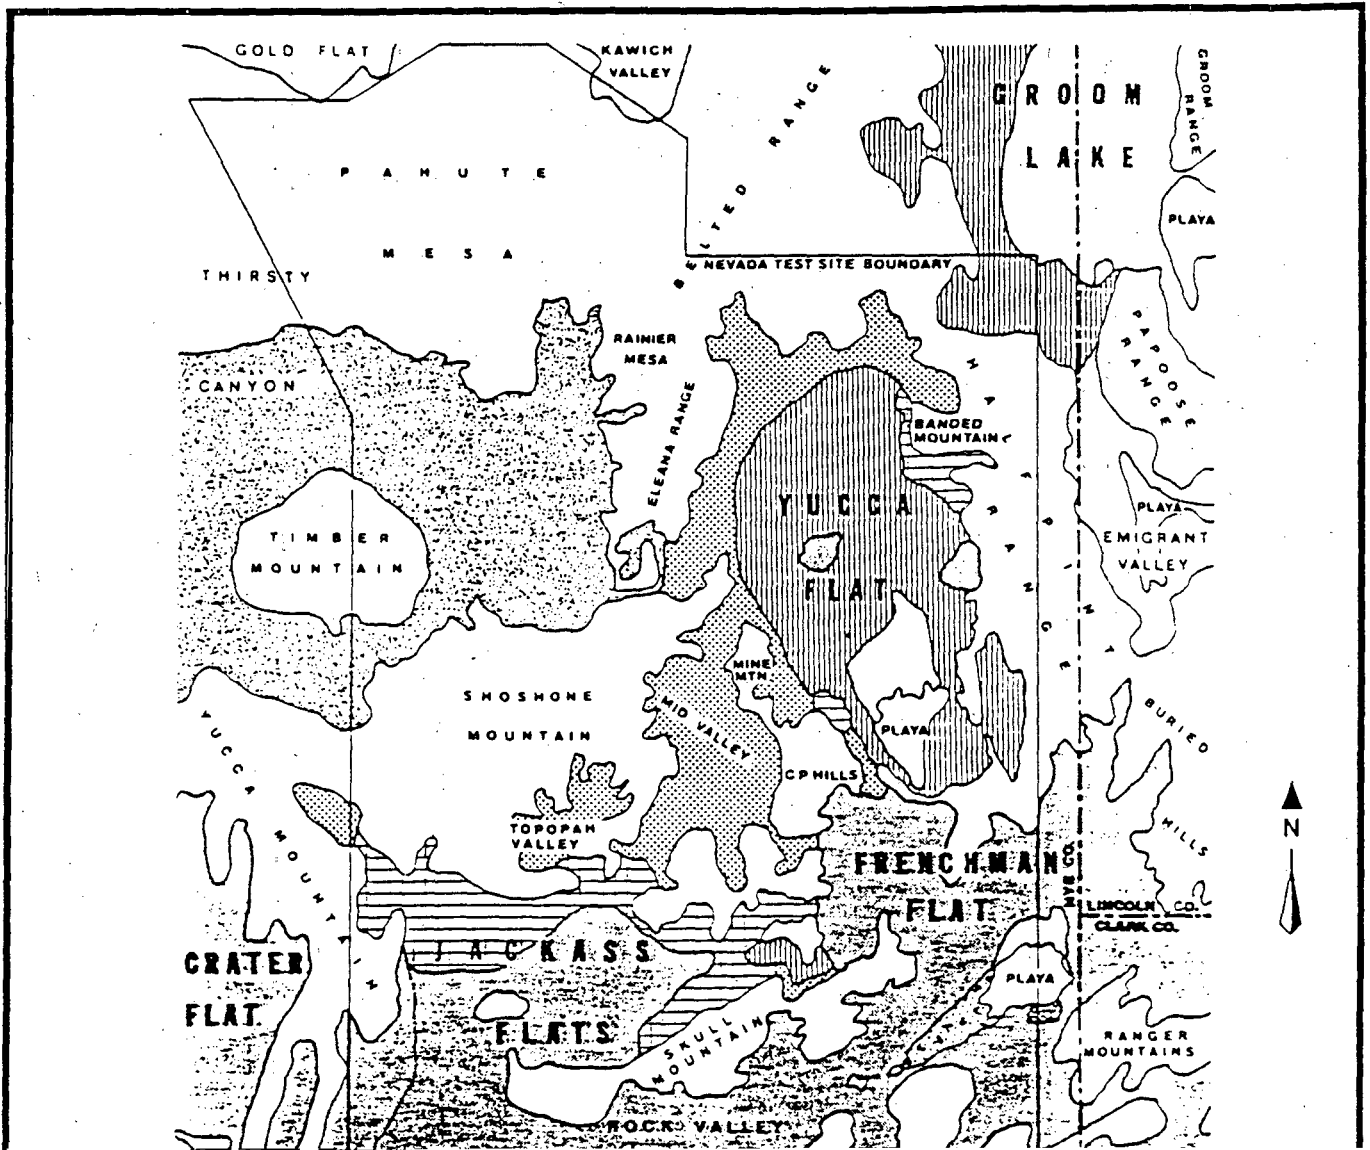 GOLD FLAT
KAWICH
VALLEY
BELTED RANGE
GROOM
LAKE
GROOM
RANGE
PAHUTE
MESA
PLAYA
THIRSTY
NEVADA TEST SITE BOUNDARY
RAINIER
MESA
PAPOOSE
RANGE
CANYON
ELEANA RANGE
HALFPINT
RANGE
BANDED
MOUNTAIN
YUCCA
FLAT
PLAYA
EMIGRANT
VALLEY
TIMBER
MOUNTAIN
MINE
MTN.
SHOSHONE
MOUNTAIN
MID VALLEY
PLAYA
BURIED
HILLS
YUCCA
MOUNTAIN
C P HILLS
TOPOPAH
VALLEY
N
FRENCHMAN
FLAT
NYE CO.
LINCOLN CO.
CLARK CO.
JACKASS
FLATS
CRATER
FLAT
PLAYA
SKULL
MOUNTAIN
RANGER
MOUNTAINS
ROCK VALLEY